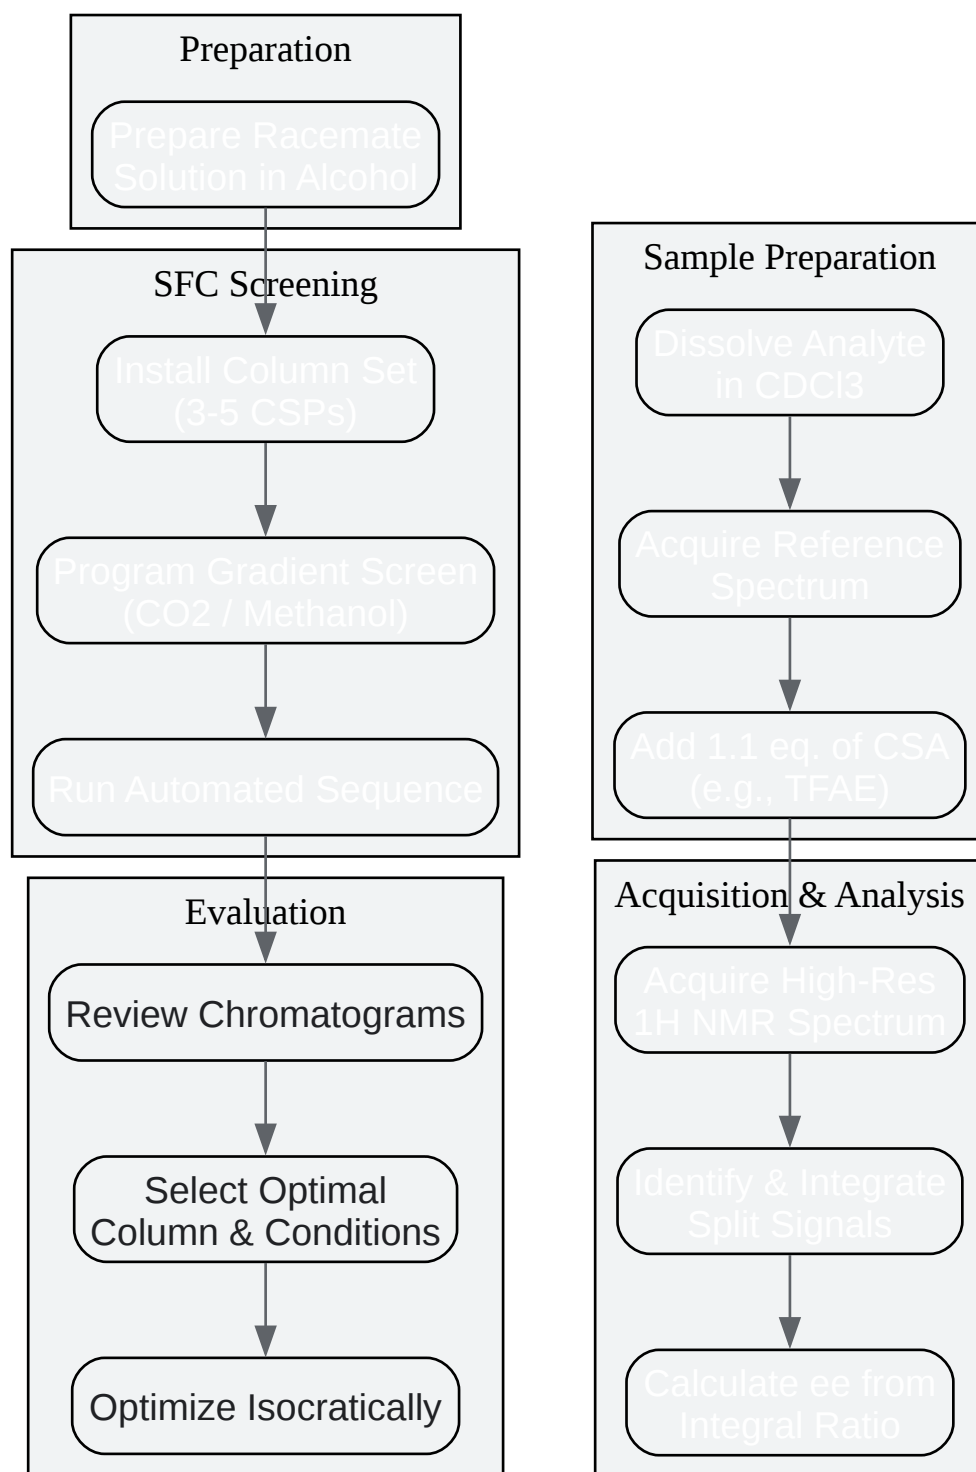 Preparation
Prepare Racemate
Solution in Alcohol
SFC Screening
Install Column Set
(3-5 CSPs)
Program Gradient Screen
(CO2 / Methanol)
Run Automated Sequence
Evaluation
Review Chromatograms
Select Optimal
Column & Conditions
Optimize Isocratically
Sample Preparation
Dissolve Analyte
in CDCl3
Acquire Reference
Spectrum
Add 1.1 eq. of CSA
(e.g., TFAE)
Acquisition & Analysis
Acquire High-Res
1H NMR Spectrum
Identify & Integrate
Split Signals
Calculate ee from
Integral Ratio